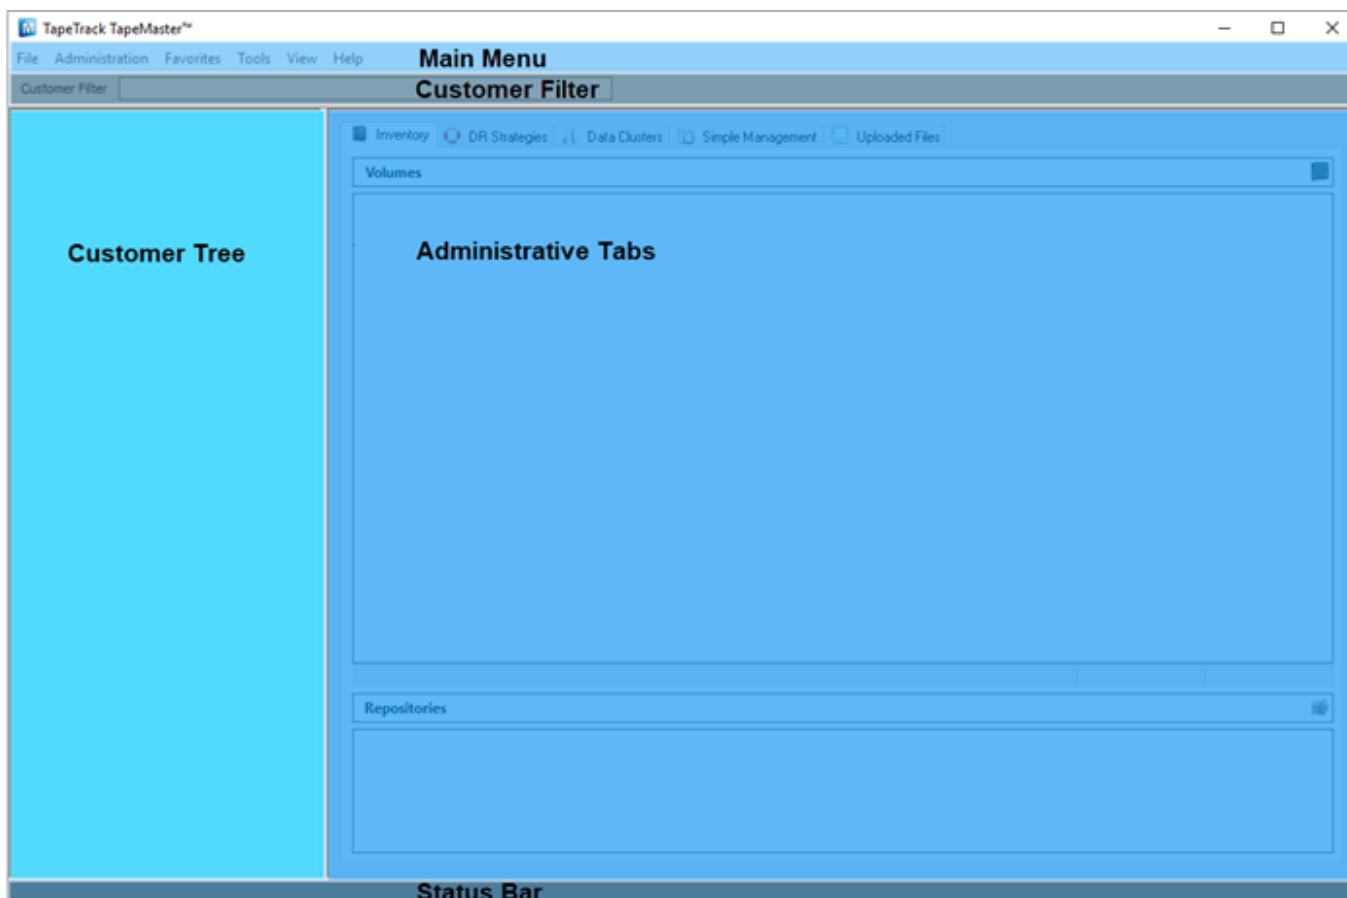 TapeTrack TapeMaster™
File Administration Favorites Tools View Help Main Menu
Customer Filter Customer Filter
Inventory DR Strategies Data Clusters Simple Management Uploaded Files
Volumes
Customer Tree Administrative Tabs
Repositories
Status Bar